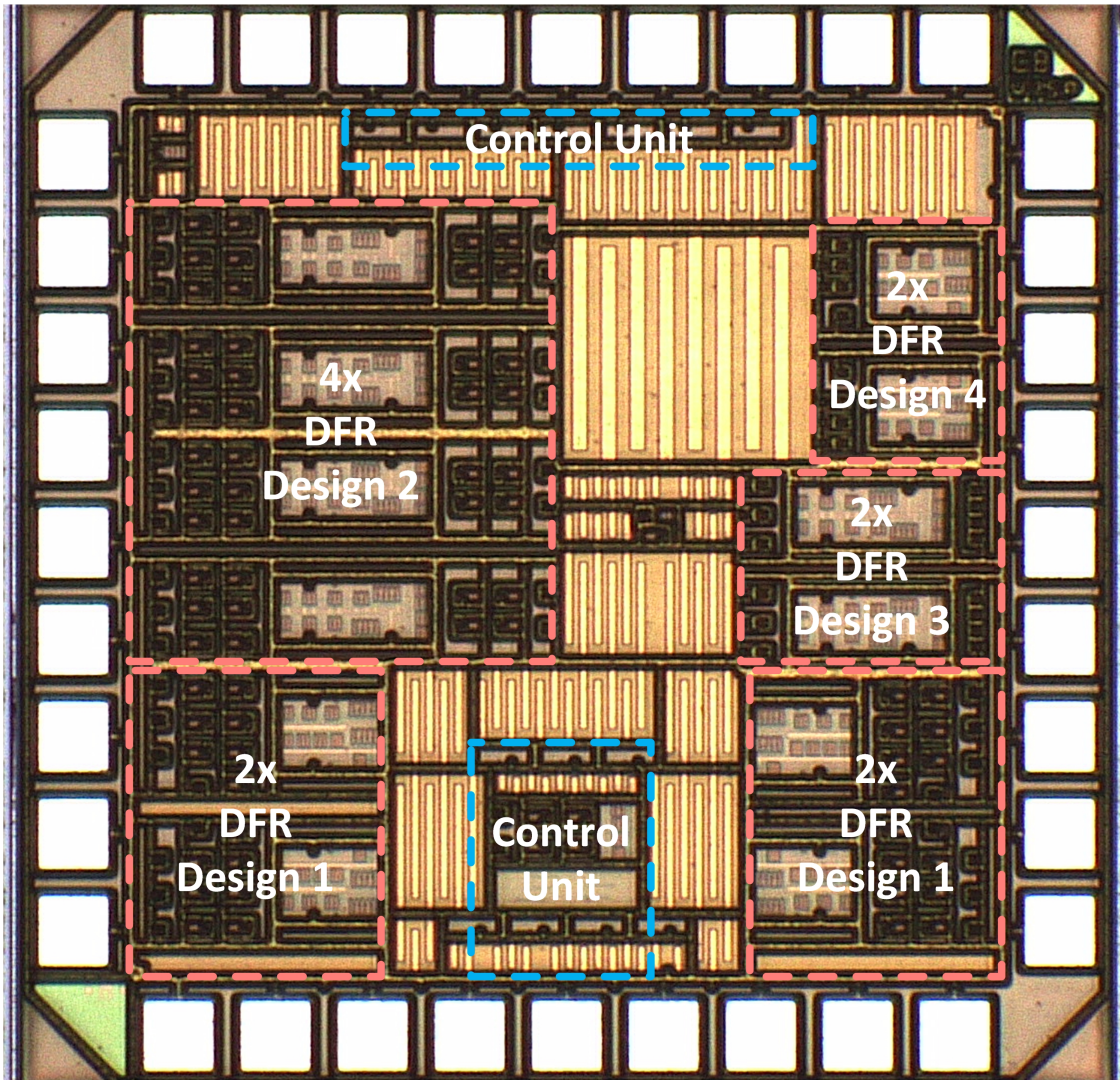 Control Unit
2x
DFR
Design 4
4x
DFR
Design 2
2x
DFR
Design 3
2x
DFR
Design 1
Control
Unit
2x
DFR
Design 1